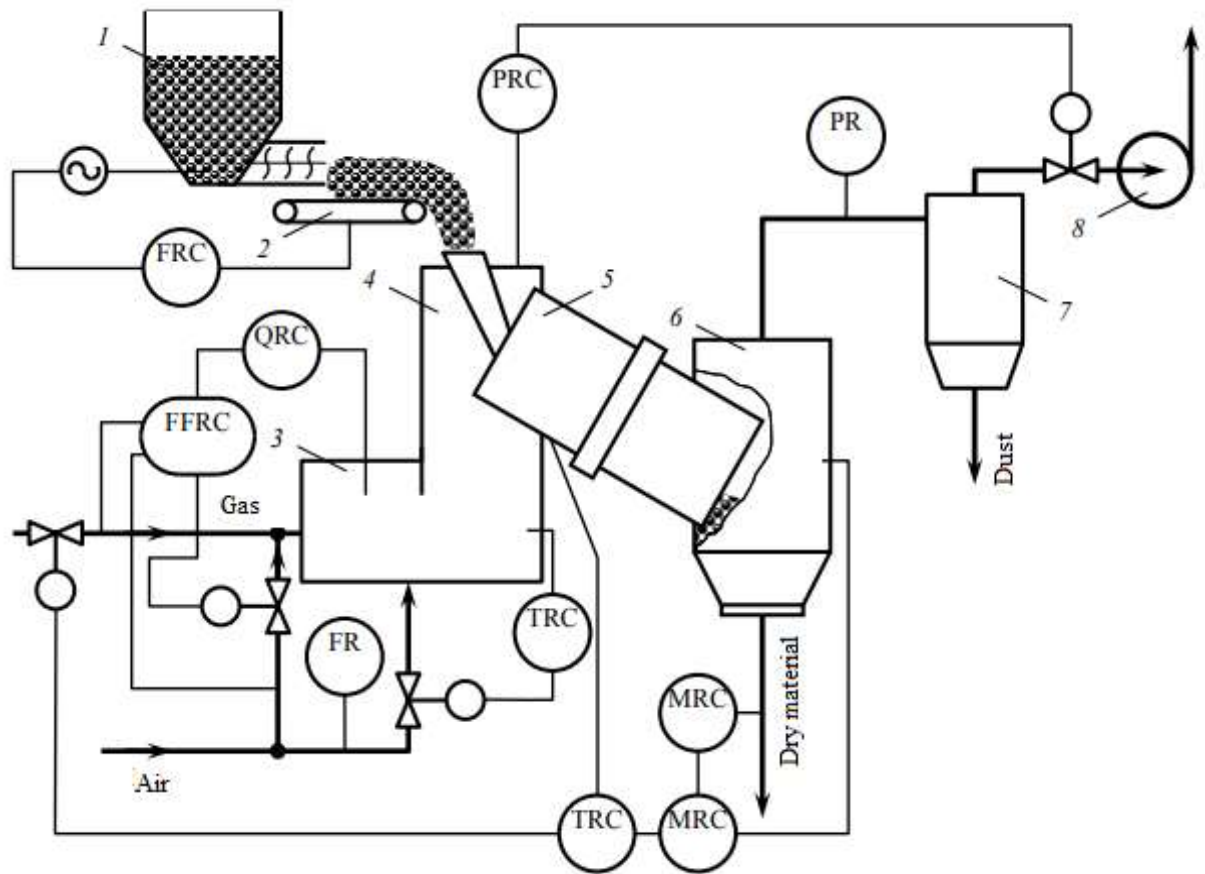 1
PRC
PR
FRC
2
8
4
5
7
QRC
6
FFRC
3
Gas
Dust
FR
TRC
MRC
Dry material
Air
TRC
MRC